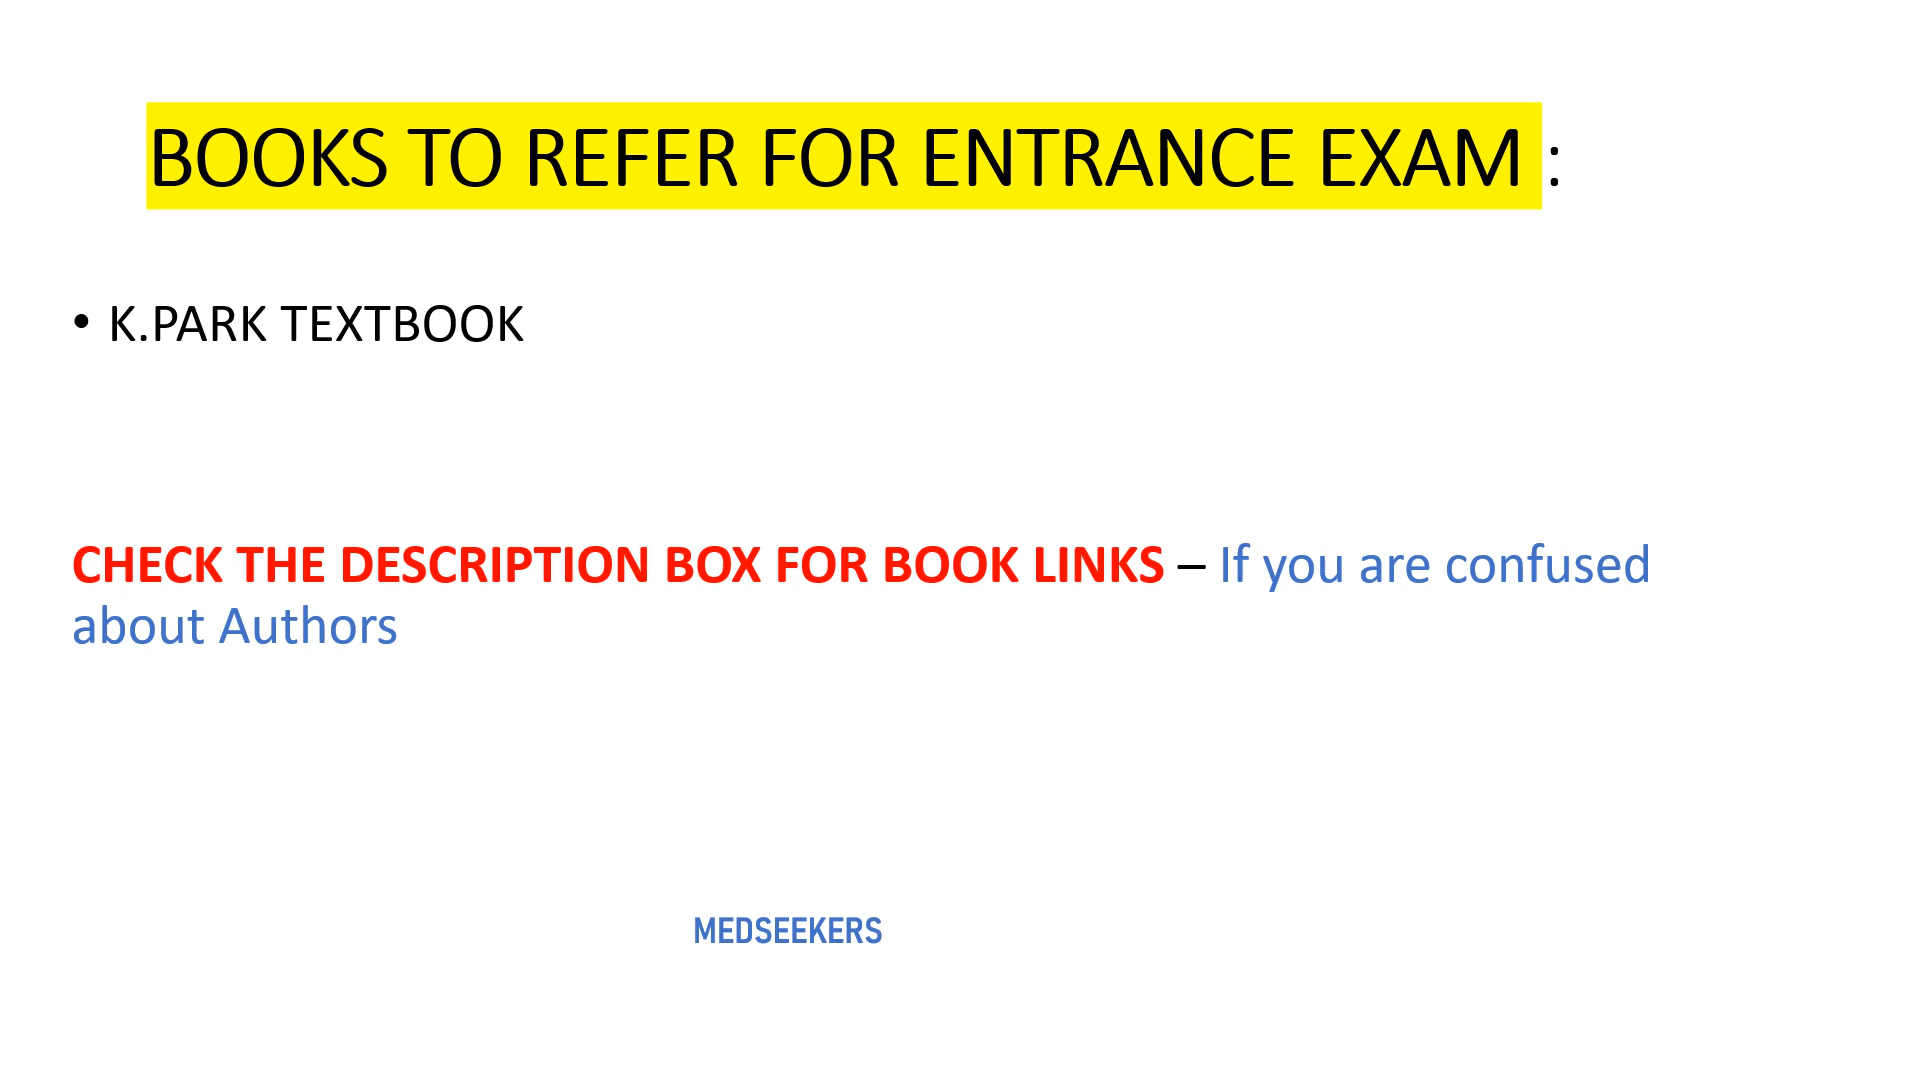 BOOKS TO REFER FOR ENTRANCE EXAM :
• K.PARK TEXTBOOK
CHECK THE DESCRIPTION BOX FOR BOOK LINKS – If you are confused
about Authors
MEDSEEKERS